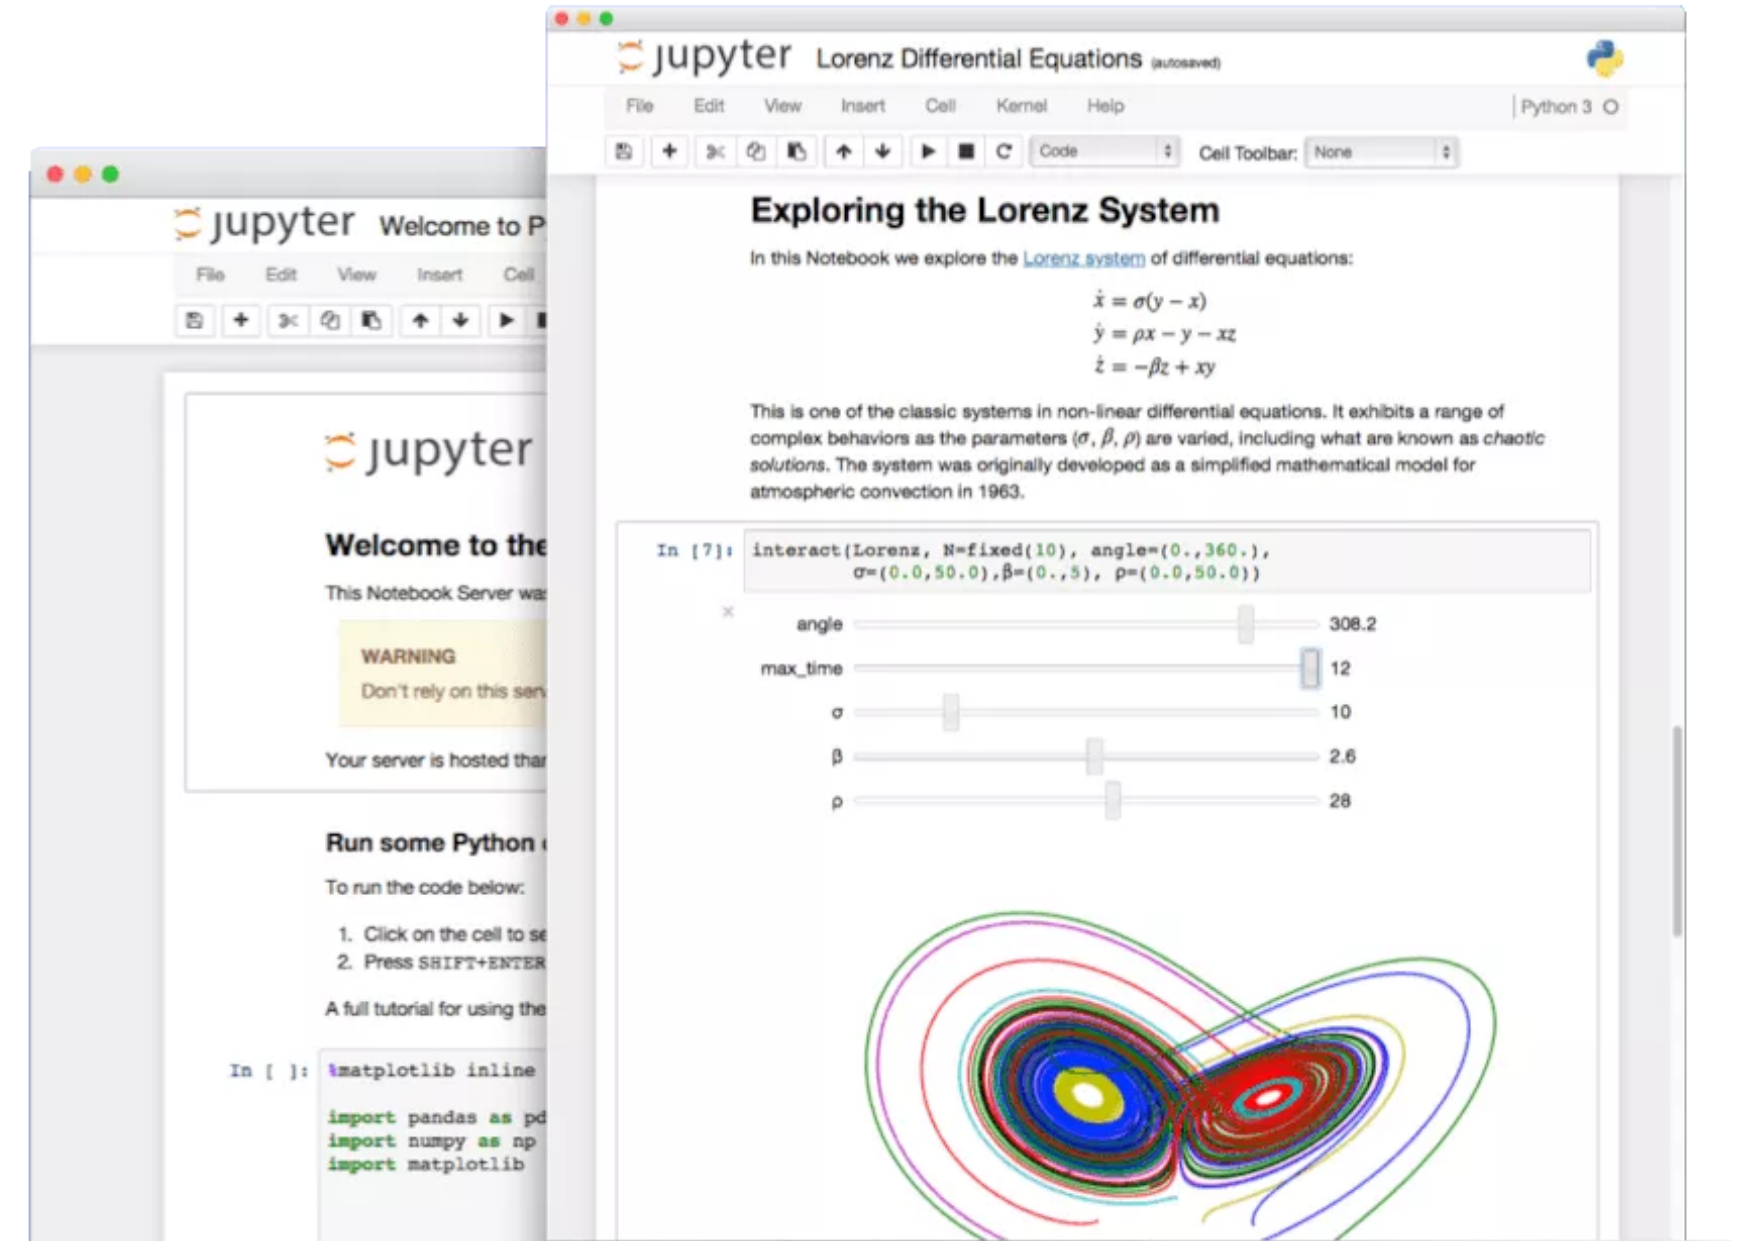 jupyter Lorenz Differential Equations (autosaved)
File Edit View Insert Cell Kernel Help Python 3
Code Cell Toolbar: None
Exploring the Lorenz System
In this Notebook we explore the Lorenz system of differential equations:
ẋ = σ(y − x)
ẏ = ρx − y − xz
ż = −βz + xy
This is one of the classic systems in non-linear differential equations. It exhibits a range of
complex behaviors as the parameters (σ, β, ρ) are varied, including what are known as chaotic
solutions. The system was originally developed as a simplified mathematical model for
atmospheric convection in 1963.
In [7]: interact(Lorenz, N=fixed(10), angle=(0.,360.),
σ=(0.0,50.0),β=(0.,5), ρ=(0.0,50.0))
angle 308.2
max_time 12
σ 10
β 2.6
ρ 28
jupyter Welcome to P
File Edit View Insert Cell
jupyter
Welcome to the
This Notebook Server was
WARNING
Don't rely on this serv
Your server is hosted than
Run some Python
To run the code below:
1. Click on the cell to se
2. Press SHIFT+ENTER
A full tutorial for using the
In [ ]: %matplotlib inline
import pandas as pd
import numpy as np
import matplotlib